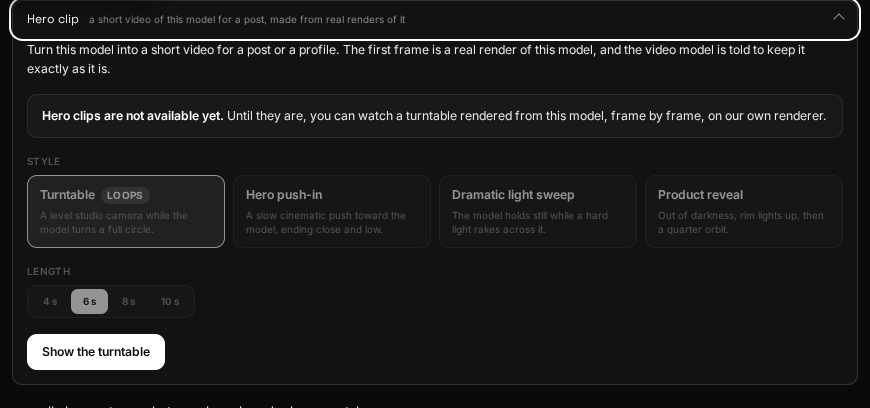 Hero clip a short video of this model for a post, made from real renders of it
Turn this model into a short video for a post or a profile. The first frame is a real render of this model, and the video model is told to keep it
exactly as it is.
Hero clips are not available yet. Until they are, you can watch a turntable rendered from this model, frame by frame, on our own renderer.
STYLE
Turntable LOOPS
A level studio camera while the
model turns a full circle.
Hero push-in
A slow cinematic push toward the
model, ending close and low.
Dramatic light sweep
The model holds still while a hard
light rakes across it.
Product reveal
Out of darkness, rim lights up, then
a quarter orbit.
LENGTH
4 s 6 s 8 s 10 s
Show the turntable